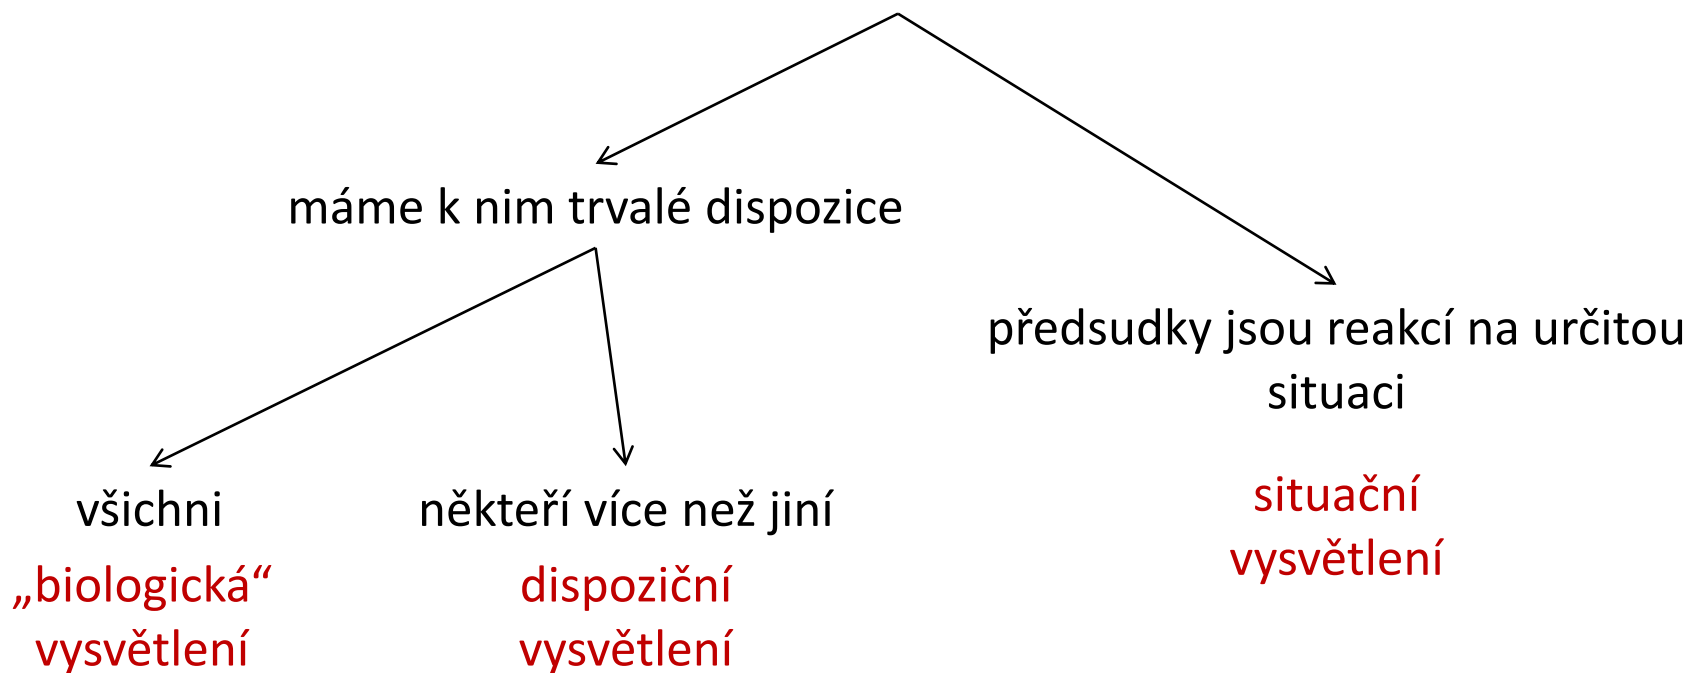 máme k nim trvalé dispozice
předsudky jsou reakcí na určitou
situaci
situační
vysvětlení
všichni
„biologická“
vysvětlení
někteří více než jiní
dispoziční
vysvětlení